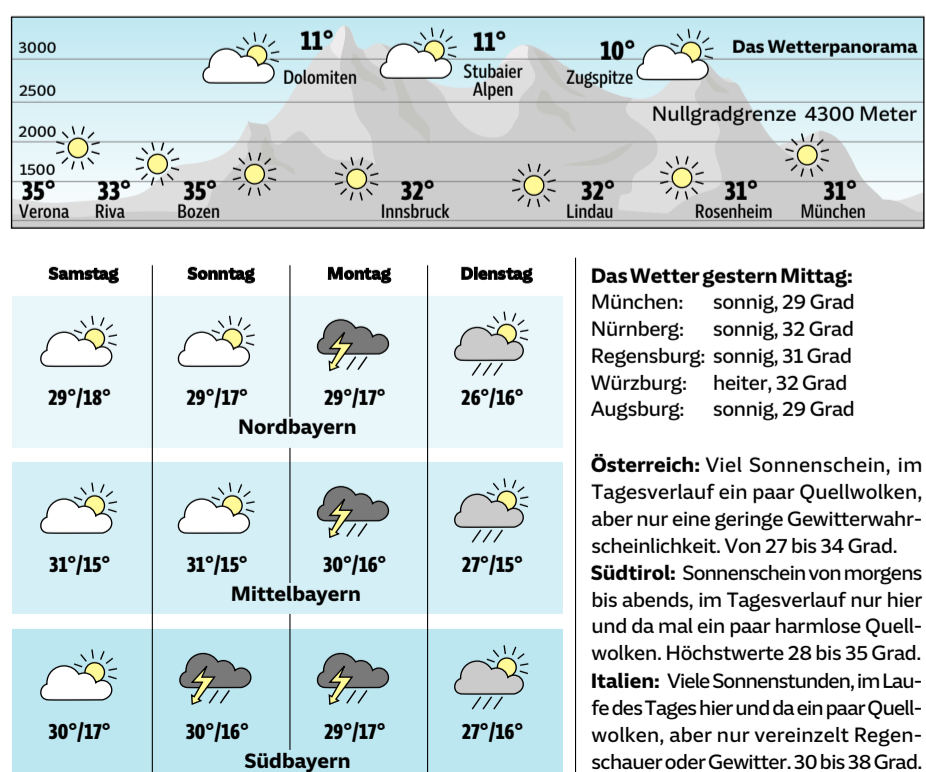 Das Wetterpanorama
3000
2500
2000
1500
11°
Dolomiten
11°
Stubaier
Alpen
10°
Zugspitze
Nullgradgrenze 4300 Meter
35° 33° 35° 32° 32° 31° 31°
Verona Riva Bozen Innsbruck Lindau Rosenheim München
Samstag Sonntag Montag Dienstag
29°/18° 29°/17° 29°/17° 26°/16°
Nordbayern
31°/15° 31°/15° 30°/16° 27°/15°
Mittelbayern
30°/17° 30°/16° 29°/17° 27°/16°
Südbayern
Das Wetter gestern Mittag:
München: sonnig, 29 Grad
Nürnberg: sonnig, 32 Grad
Regensburg: sonnig, 31 Grad
Würzburg: heiter, 32 Grad
Augsburg: sonnig, 29 Grad
Österreich: Viel Sonnenschein, im
Tagesverlauf ein paar Quellwolken,
aber nur eine geringe Gewitterwahr-
scheinlichkeit. Von 27 bis 34 Grad.
Südtirol: Sonnenschein von morgens
bis abends, im Tagesverlauf nur hier
und da mal ein paar harmlose Quell-
wolken. Höchstwerte 28 bis 35 Grad.
Italien: Viele Sonnenstunden, im Lau-
fe des Tages hier und da ein paar Quell-
wolken, aber nur vereinzelt Regen-
schauer oder Gewitter. 30 bis 38 Grad.